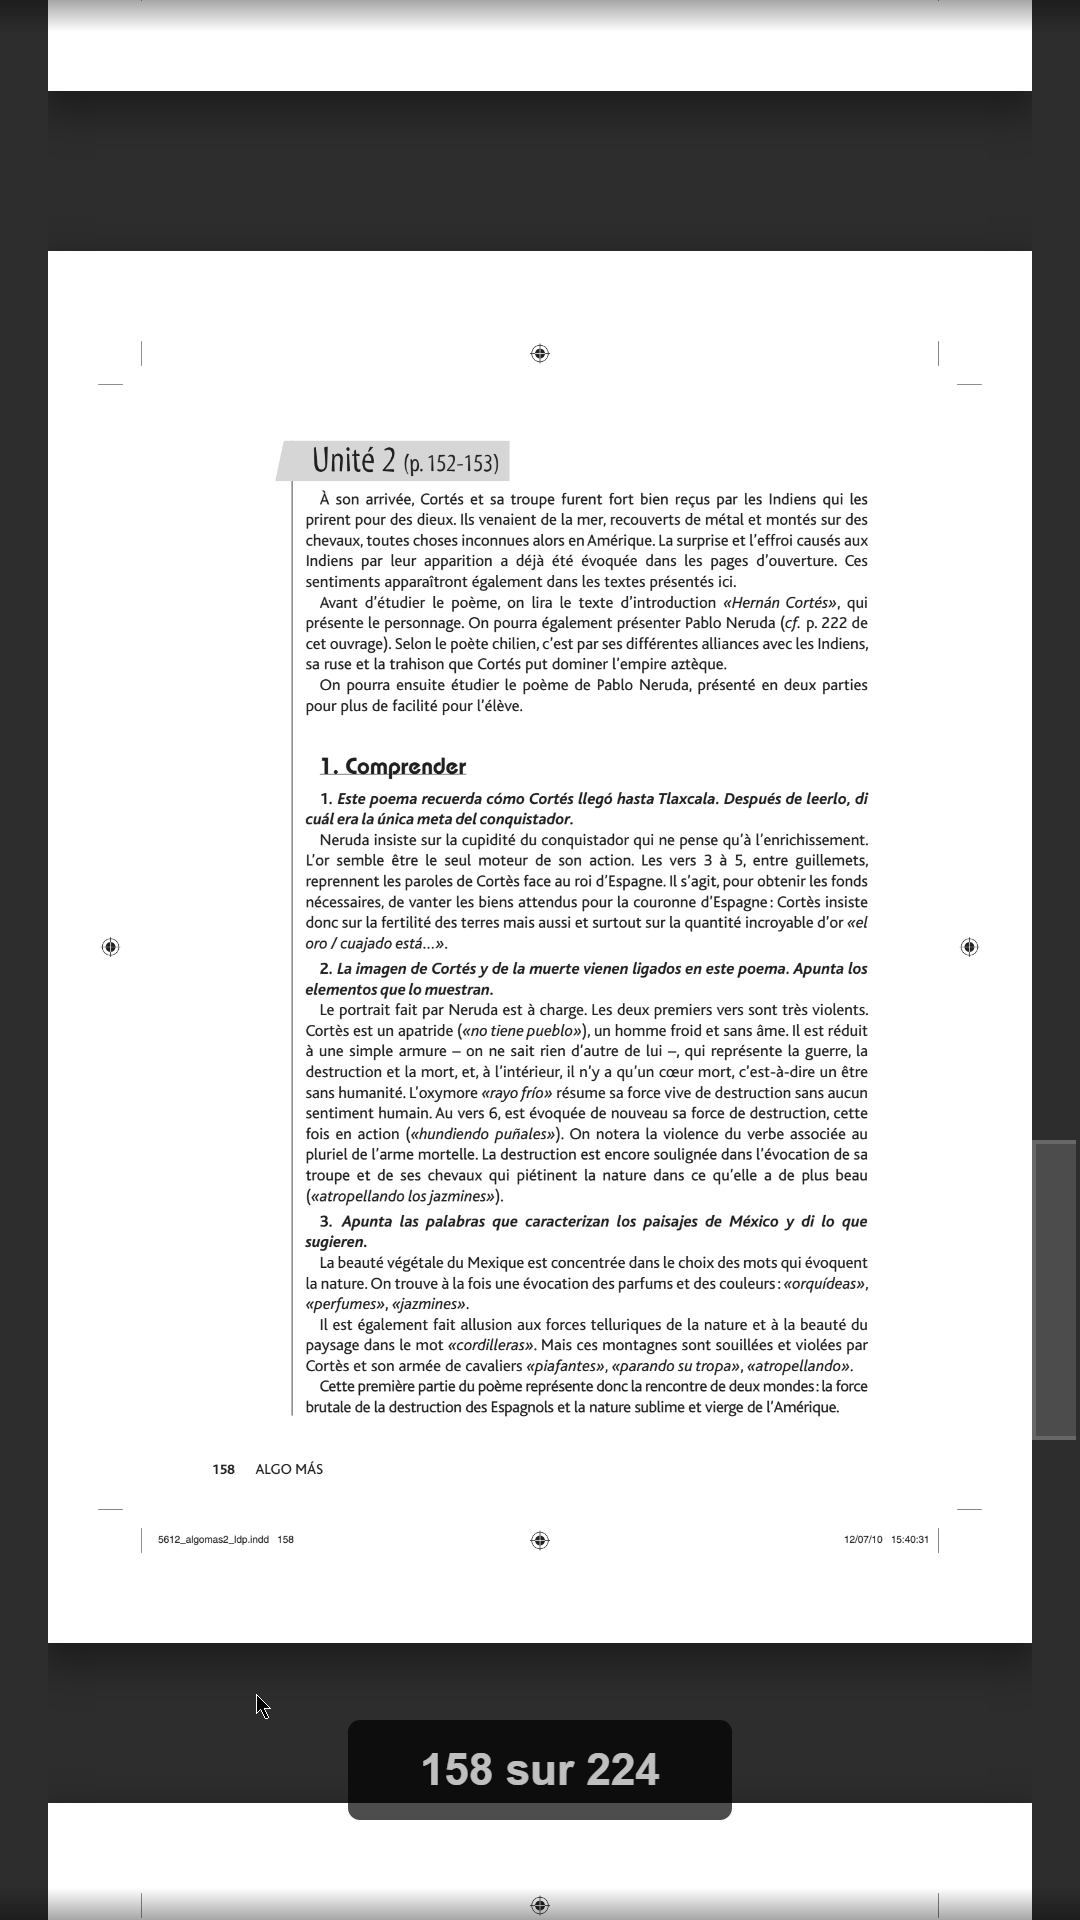 Unité 2 (p. 152-153)
À son arrivée, Cortés et sa troupe furent fort bien reçus par les Indiens qui les
prirent pour des dieux. Ils venaient de la mer, recouverts de métal et montés sur des
chevaux, toutes choses inconnues alors en Amérique. La surprise et l'effroi causés aux
Indiens par leur apparition a déjà été évoquée dans les pages d'ouverture. Ces
sentiments apparaîtront également dans les textes présentés ici.
Avant d'étudier le poème, on lira le texte d'introduction «Hernán Cortés», qui
présente le personnage. On pourra également présenter Pablo Neruda (cf. p. 222 de
cet ouvrage). Selon le poète chilien, c'est par ses différentes alliances avec les Indiens,
sa ruse et la trahison que Cortés put dominer l'empire aztèque.
On pourra ensuite étudier le poème de Pablo Neruda, présenté en deux parties
pour plus de facilité pour l'élève.
1. Comprender
1. Este poema recuerda cómo Cortés llegó hasta Tlaxcala. Después de leerlo, di
cuál era la única meta del conquistador.
Neruda insiste sur la cupidité du conquistador qui ne pense qu'à l'enrichissement.
L'or semble être le seul moteur de son action. Les vers 3 à 5, entre guillemets,
reprennent les paroles de Cortès face au roi d'Espagne. Il s'agit, pour obtenir les fonds
nécessaires, de vanter les biens attendus pour la couronne d'Espagne : Cortès insiste
donc sur la fertilité des terres mais aussi et surtout sur la quantité incroyable d'or «el
oro / cuajado está...».
2. La imagen de Cortés y de la muerte vienen ligados en este poema. Apunta los
elementos que lo muestran.
Le portrait fait par Neruda est à charge. Les deux premiers vers sont très violents.
Cortès est un apatride («no tiene pueblo»), un homme froid et sans âme. Il est réduit
à une simple armure – on ne sait rien d'autre de lui –, qui représente la guerre, la
destruction et la mort, et, à l'intérieur, il n'y a qu'un cœur mort, c'est-à-dire un être
sans humanité. L'oxymore «rayo frío» résume sa force vive de destruction sans aucun
sentiment humain. Au vers 6, est évoquée de nouveau sa force de destruction, cette
fois en action («hundiendo puñales»). On notera la violence du verbe associée au
pluriel de l'arme mortelle. La destruction est encore soulignée dans l'évocation de sa
troupe et de ses chevaux qui piétinent la nature dans ce qu'elle a de plus beau
(«atropellando los jazmines»).
3. Apunta las palabras que caracterizan los paisajes de México y di lo que
sugieren.
La beauté végétale du Mexique est concentrée dans le choix des mots qui évoquent
la nature. On trouve à la fois une évocation des parfums et des couleurs : «orquídeas»,
«perfumes», «jazmines».
Il est également fait allusion aux forces telluriques de la nature et à la beauté du
paysage dans le mot «cordilleras». Mais ces montagnes sont souillées et violées par
Cortès et son armée de cavaliers «piafantes», «parando su tropa», «atropellando».
Cette première partie du poème représente donc la rencontre de deux mondes : la force
brutale de la destruction des Espagnols et la nature sublime et vierge de l'Amérique.
158 ALGO MÁS
5612_algomas2_ldp.indd 158 12/07/10 15:40:31
158 sur 224